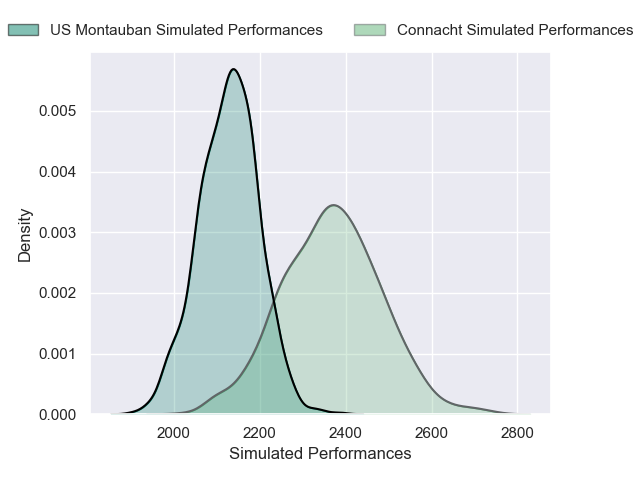 US Montauban Simulated Performances
Connacht Simulated Performances
0.005
0.004
0.003
0.002
0.001
0.000
Density
2000
2200
2400
2600
2800
Simulated Performances